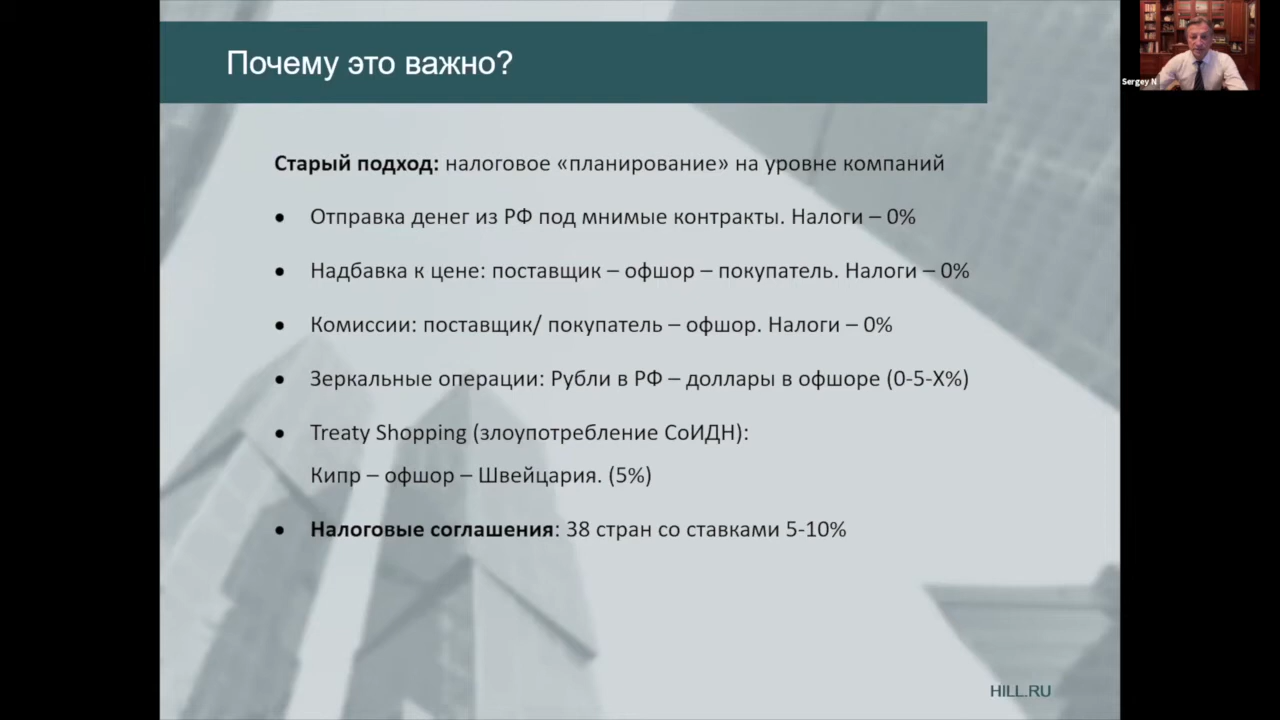 Почему это важно?
Sergey N
Старый подход: налоговое «планирование» на уровне компаний
• Отправка денег из РФ под мнимые контракты. Налоги – 0%
• Надбавка к цене: поставщик – офшор – покупатель. Налоги – 0%
• Комиссии: поставщик/ покупатель – офшор. Налоги – 0%
• Зеркальные операции: Рубли в РФ – доллары в офшоре (0-5-X%)
• Treaty Shopping (злоупотребление СоИДН):
Кипр – офшор – Швейцария. (5%)
• Налоговые соглашения: 38 стран со ставками 5-10%
HILL.RU